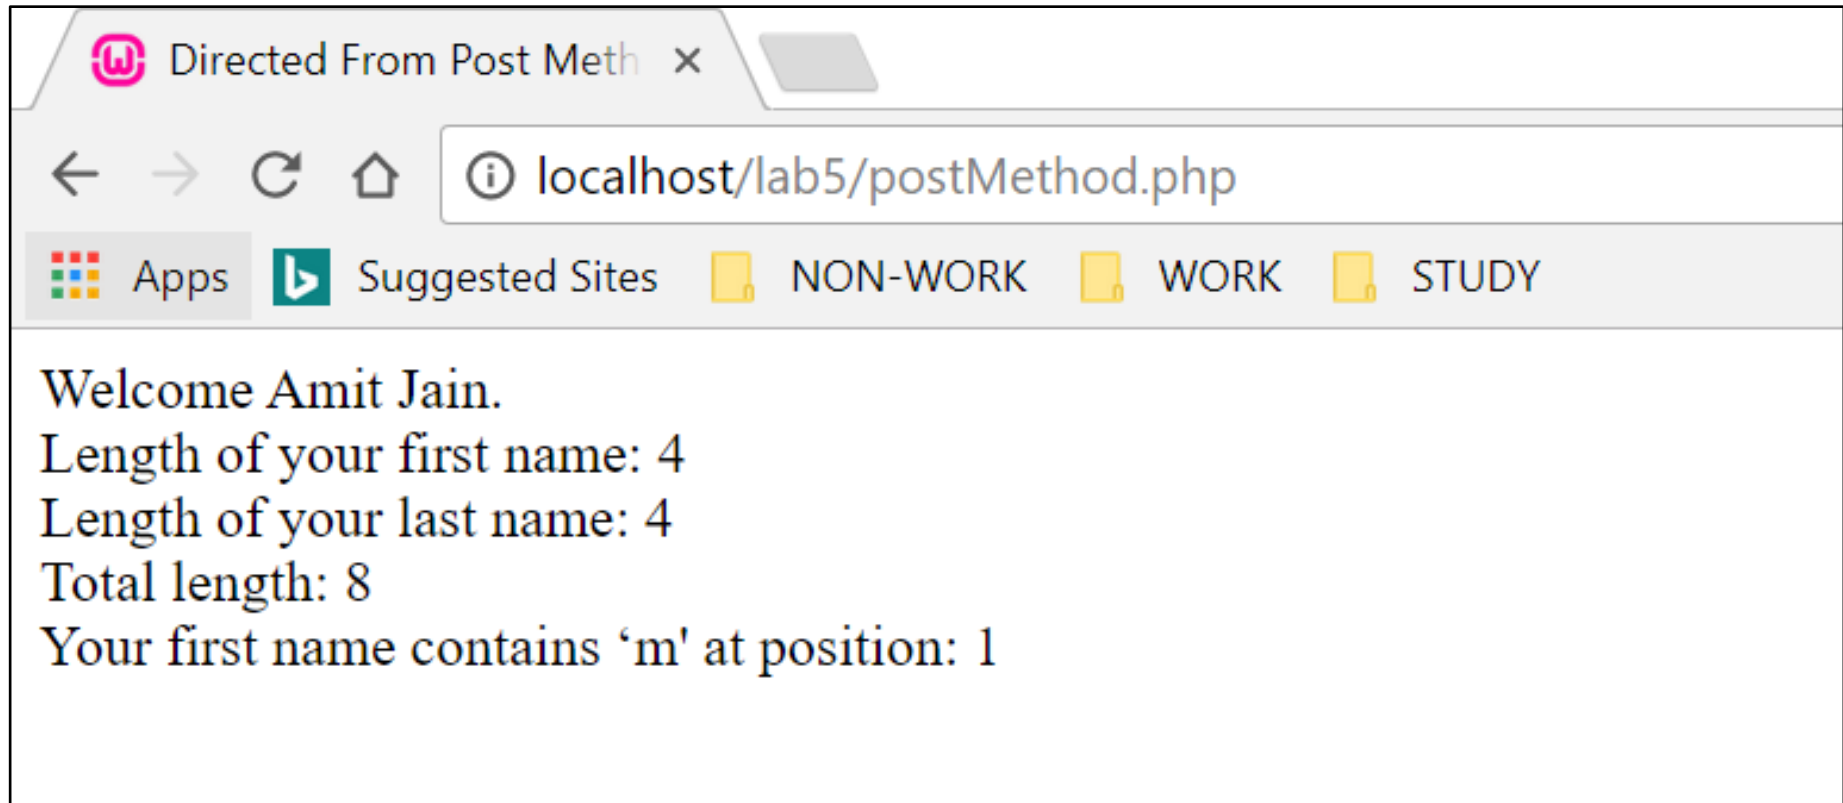 Directed From Post Meth
localhost/lab5/postMethod.php
Apps Suggested Sites NON-WORK WORK STUDY
Welcome Amit Jain.
Length of your first name: 4
Length of your last name: 4
Total length: 8
Your first name contains ‘m' at position: 1